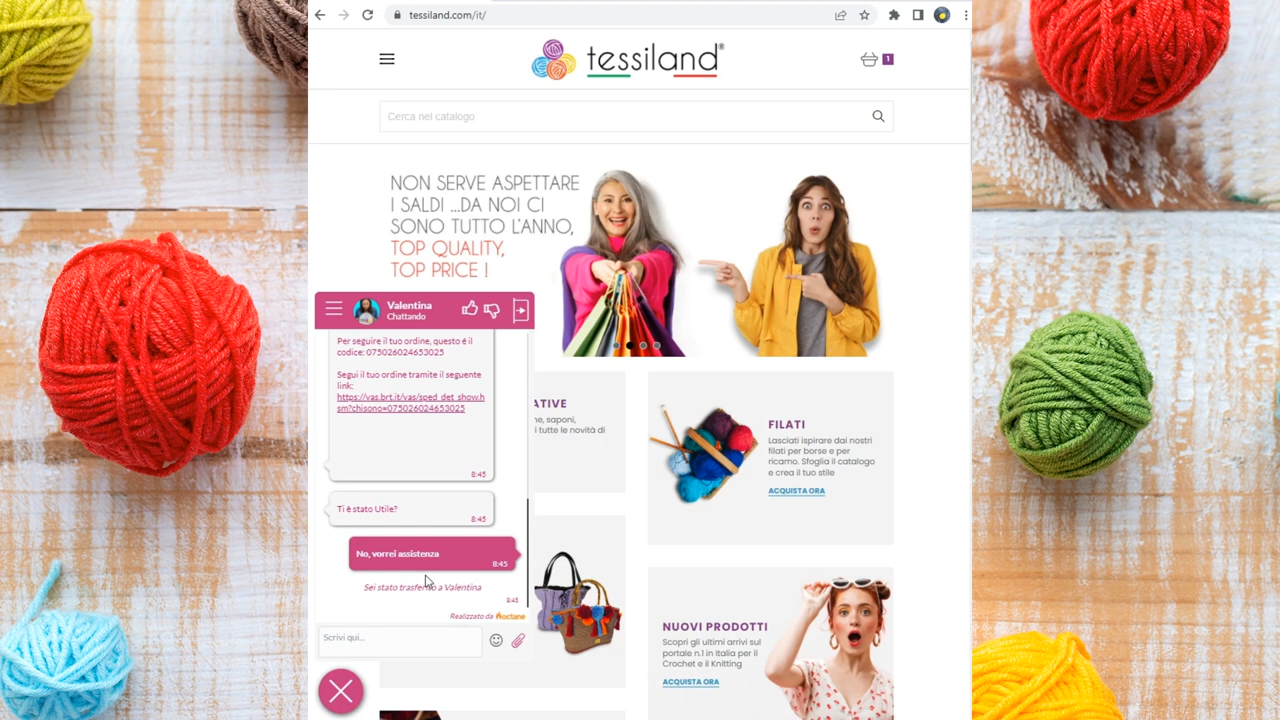 tessiland.com/it/
tessiland®
1
Cerca nel catalogo
NON SERVE ASPETTARE
I SALDI ...DA NOI CI
SONO TUTTO L'ANNO,
TOP QUALITY,
TOP PRICE !
Valentina
Chattando
Per seguire il tuo ordine, questo é il
codice: 075026024653025
Segui il tuo ordine tramite il seguente
link:
https://vas.brt.it/vas/sped_det_show.h
sm?chisono=075026024653025
8:45
Ti è stato Utile?
8:45
No, vorrei assistenza
8:45
Sei stato trasferito a Valentina
8:45
Realizzato da octane
Scrivi qui...
ATIVE
ne, saponi,
i tutte le novità di
FILATI
Lasciati ispirare dai nostri
filati per borse e per
ricamo. Sfoglia il catalogo
e crea il tuo stile
ACQUISTA ORA
NUOVI PRODOTTI
Scopri gli ultimi arrivi sul
portale n.1 in Italia per il
Crochet e il Knitting
ACQUISTA ORA